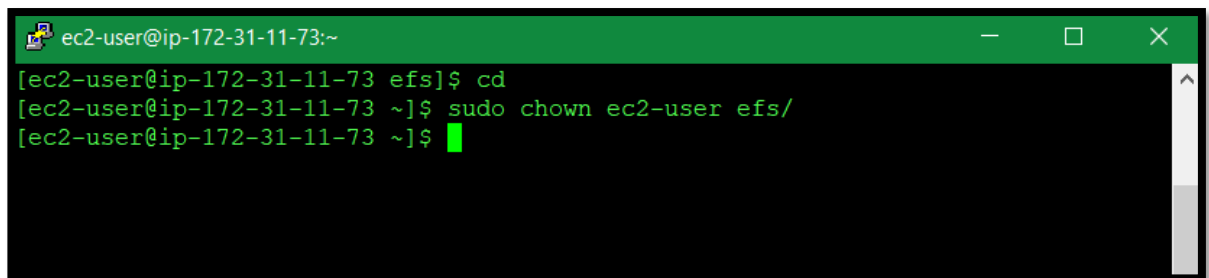 ec2-user@ip-172-31-11-73:~
[ec2-user@ip-172-31-11-73 efs]$ cd
[ec2-user@ip-172-31-11-73 ~]$ sudo chown ec2-user efs/
[ec2-user@ip-172-31-11-73 ~]$